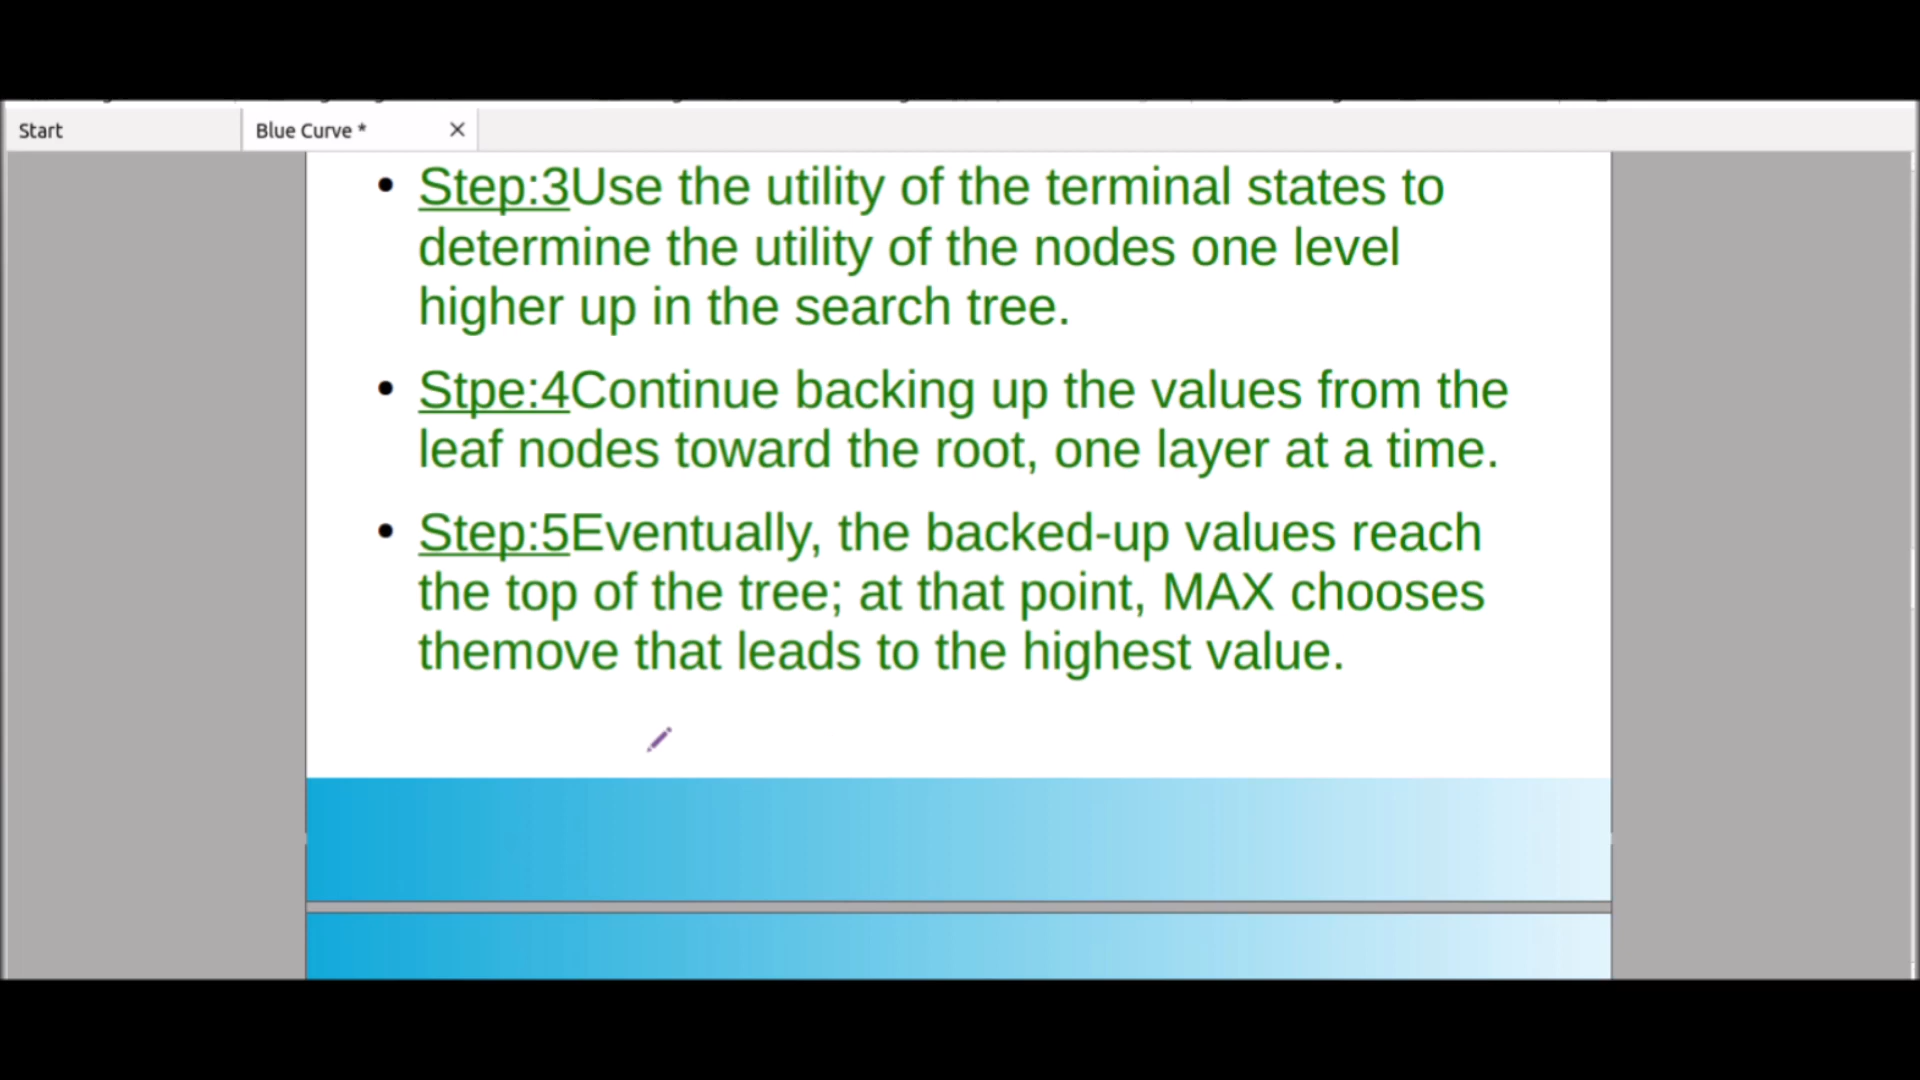 Start
Blue Curve *
• Step:3Use the utility of the terminal states to
determine the utility of the nodes one level
higher up in the search tree.
• Stpe:4Continue backing up the values from the
leaf nodes toward the root, one layer at a time.
• Step:5Eventually, the backed-up values reach
the top of the tree; at that point, MAX chooses
themove that leads to the highest value.